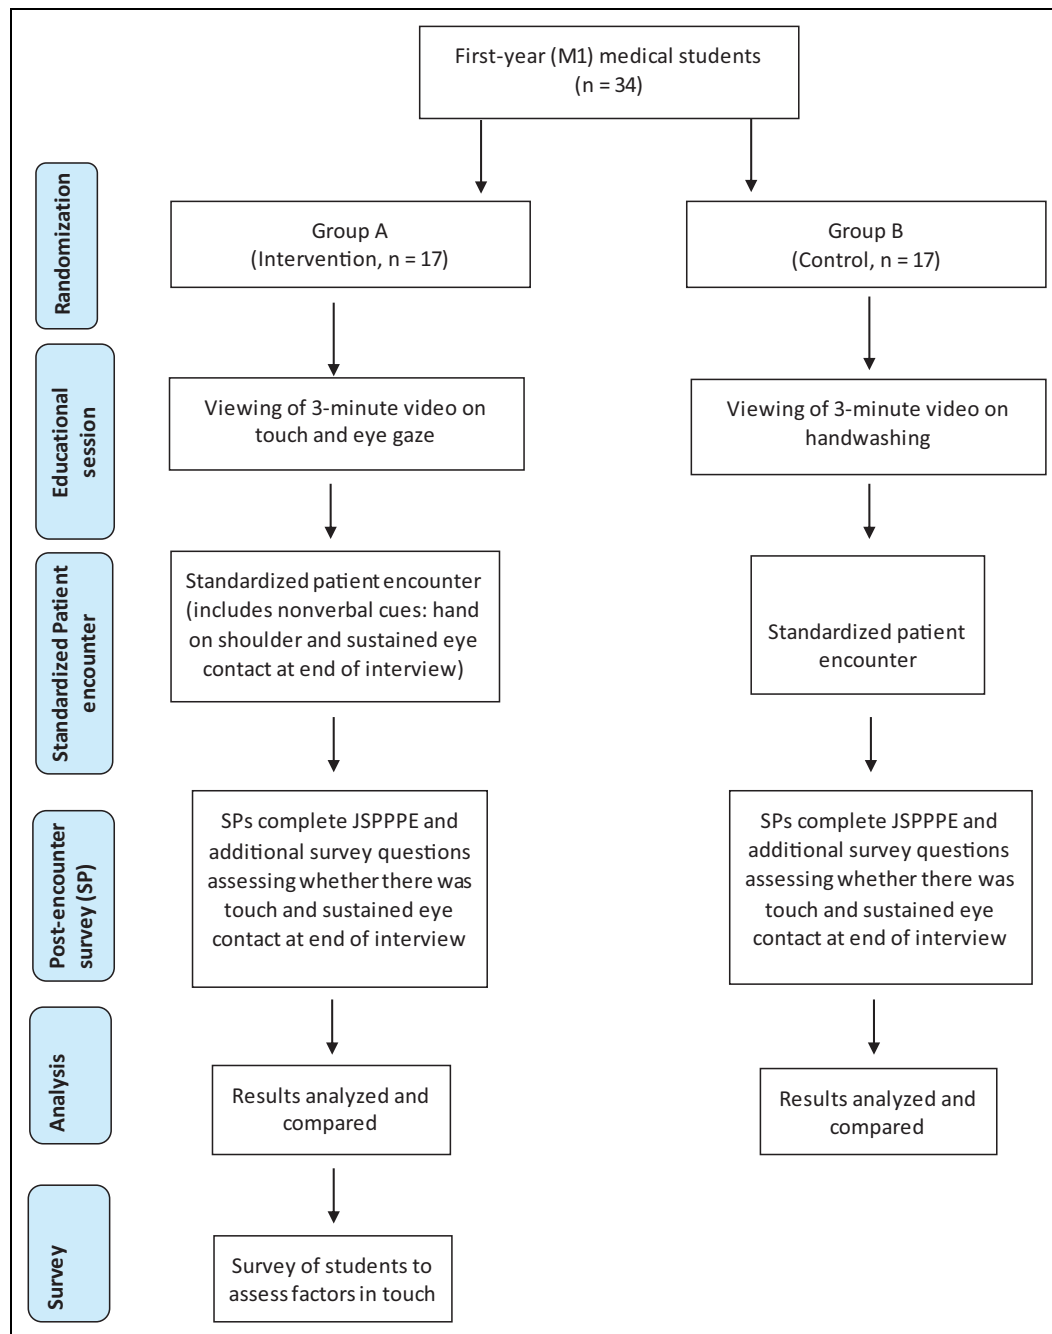 First-year (M1) medical students
(n = 34)
Randomization
Group A
(Intervention, n = 17)
Group B
(Control, n = 17)
Educational
session
Viewing of 3-minute video on
touch and eye gaze
Viewing of 3-minute video on
handwashing
Standardized Patient
encounter
Standardized patient encounter
(includes nonverbal cues: hand
on shoulder and sustained eye
contact at end of interview)
Standardized patient
encounter
Post-encounter
survey (SP)
SPs complete JSPPPE and
additional survey questions
assessing whether there was
touch and sustained eye
contact at end of interview
SPs complete JSPPPE and
additional survey questions
assessing whether there was
touch and sustained eye
contact at end of interview
Analysis
Results analyzed and
compared
Results analyzed and
compared
Survey
Survey of students to
assess factors in touch